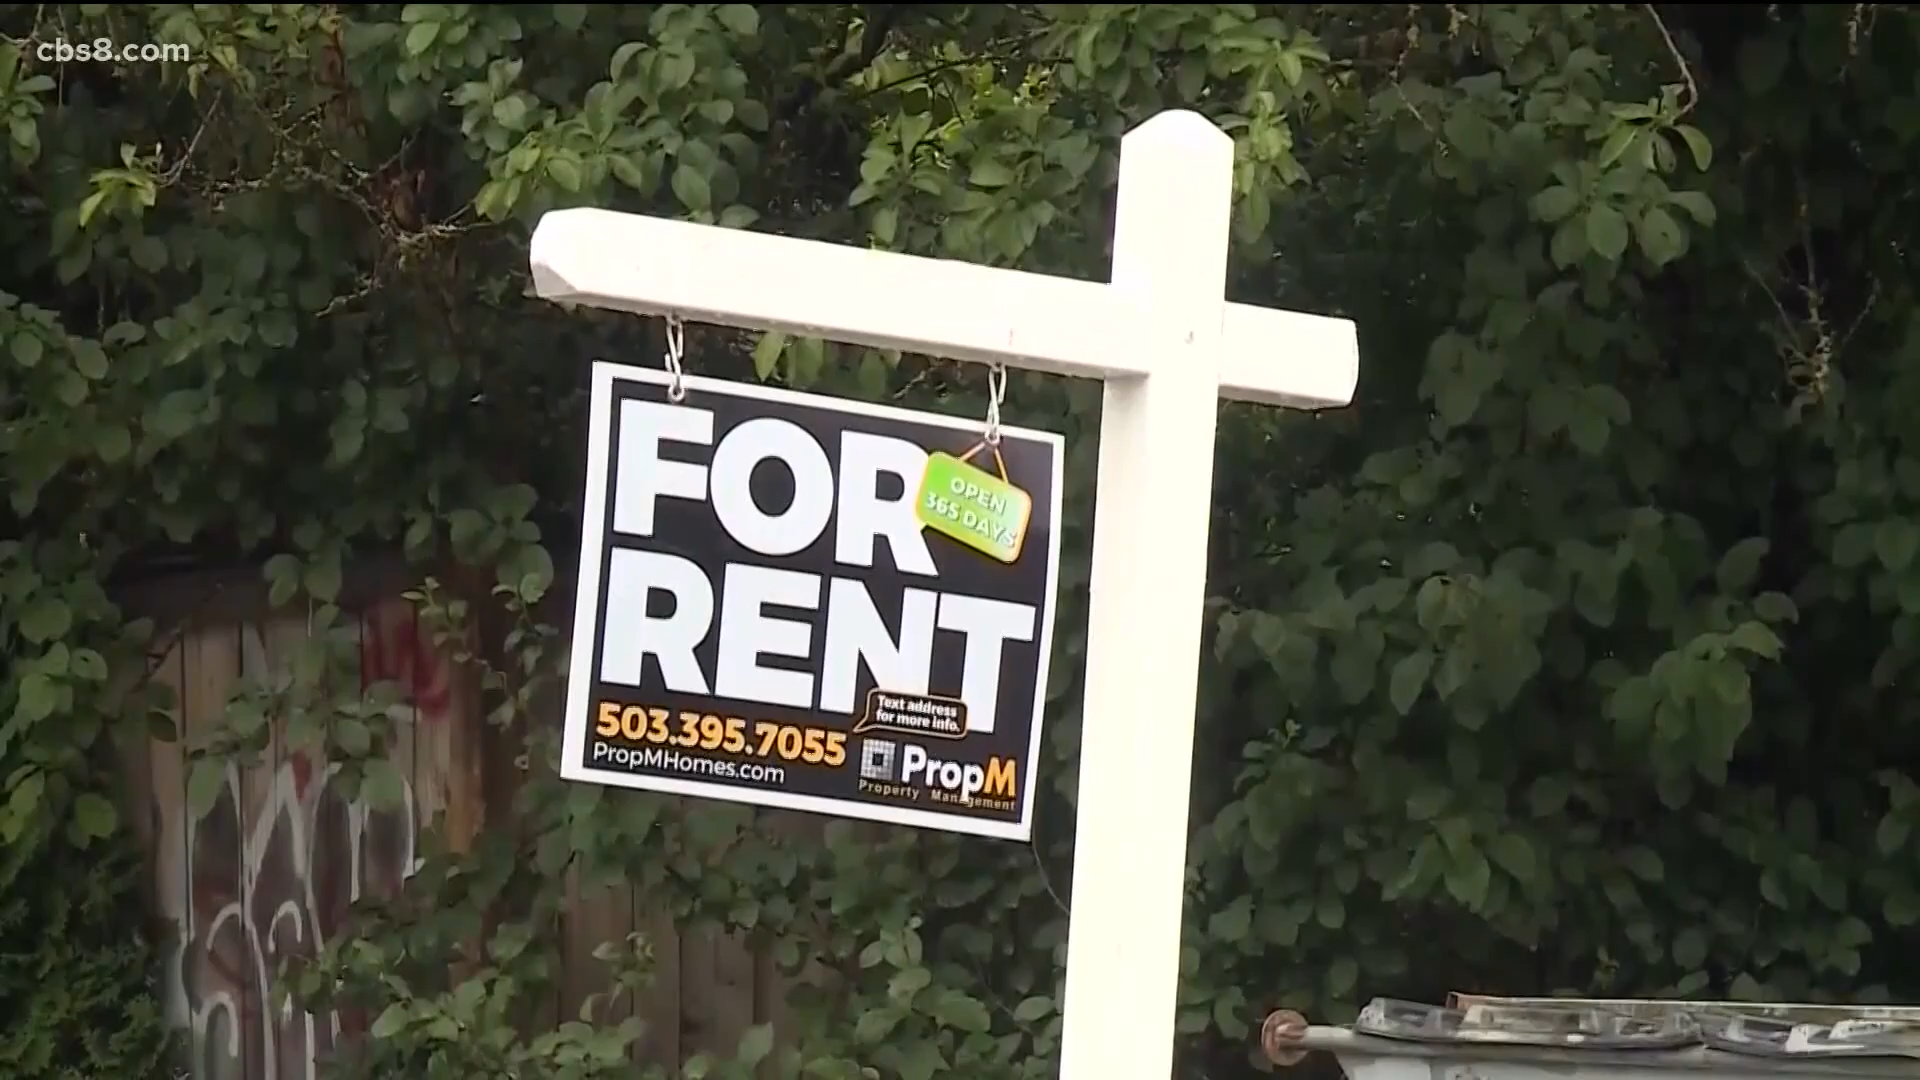 cbs8.com
FOR
RENT
OPEN
365 DAYS
Text address
for more info.
503.395.7055
PropMHomes.com
PropM
Property Management